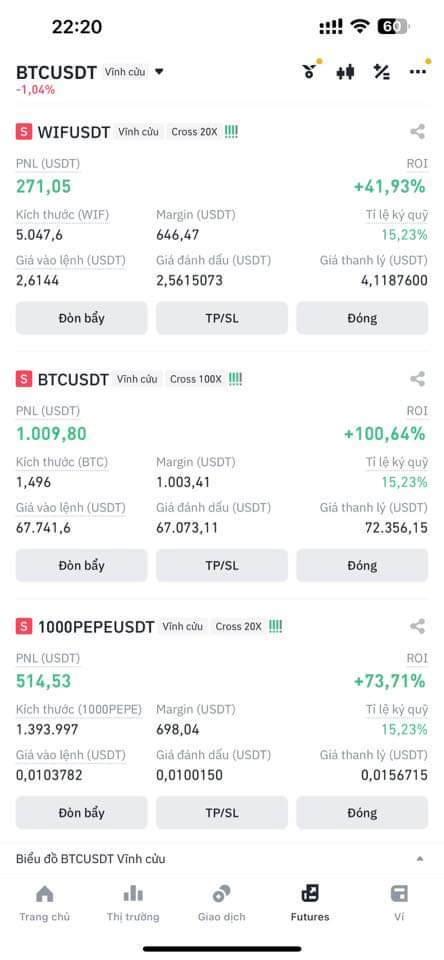 22:20
60
BTCUSDT Vĩnh cửu
-1,04%
S WIFUSDT Vĩnh cửu Cross 20X !!!!
PNL (USDT) ROI
271,05 +41,93%
Kích thước (WIF) Margin (USDT) Tỉ lệ ký quỹ
5.047,6 646,47 15,23%
Giá vào lệnh (USDT) Giá đánh dấu (USDT) Giá thanh lý (USDT)
2,6144 2,5615073 4,1187600
Đòn bẩy TP/SL Đóng
S BTCUSDT Vĩnh cửu Cross 100X !!!!
PNL (USDT) ROI
1.009,80 +100,64%
Kích thước (BTC) Margin (USDT) Tỉ lệ ký quỹ
1,496 1.003,41 15,23%
Giá vào lệnh (USDT) Giá đánh dấu (USDT) Giá thanh lý (USDT)
67.741,6 67.073,11 72.356,15
Đòn bẩy TP/SL Đóng
S 1000PEPEUSDT Vĩnh cửu Cross 20X !!!!
PNL (USDT) ROI
514,53 +73,71%
Kích thước (1000PEPE) Margin (USDT) Tỉ lệ ký quỹ
1.393.997 698,04 15,23%
Giá vào lệnh (USDT) Giá đánh dấu (USDT) Giá thanh lý (USDT)
0,0103782 0,0100150 0,0156715
Đòn bẩy TP/SL Đóng
Biểu đồ BTCUSDT Vĩnh cửu
Trang chủ Thị trường Giao dịch Futures Ví